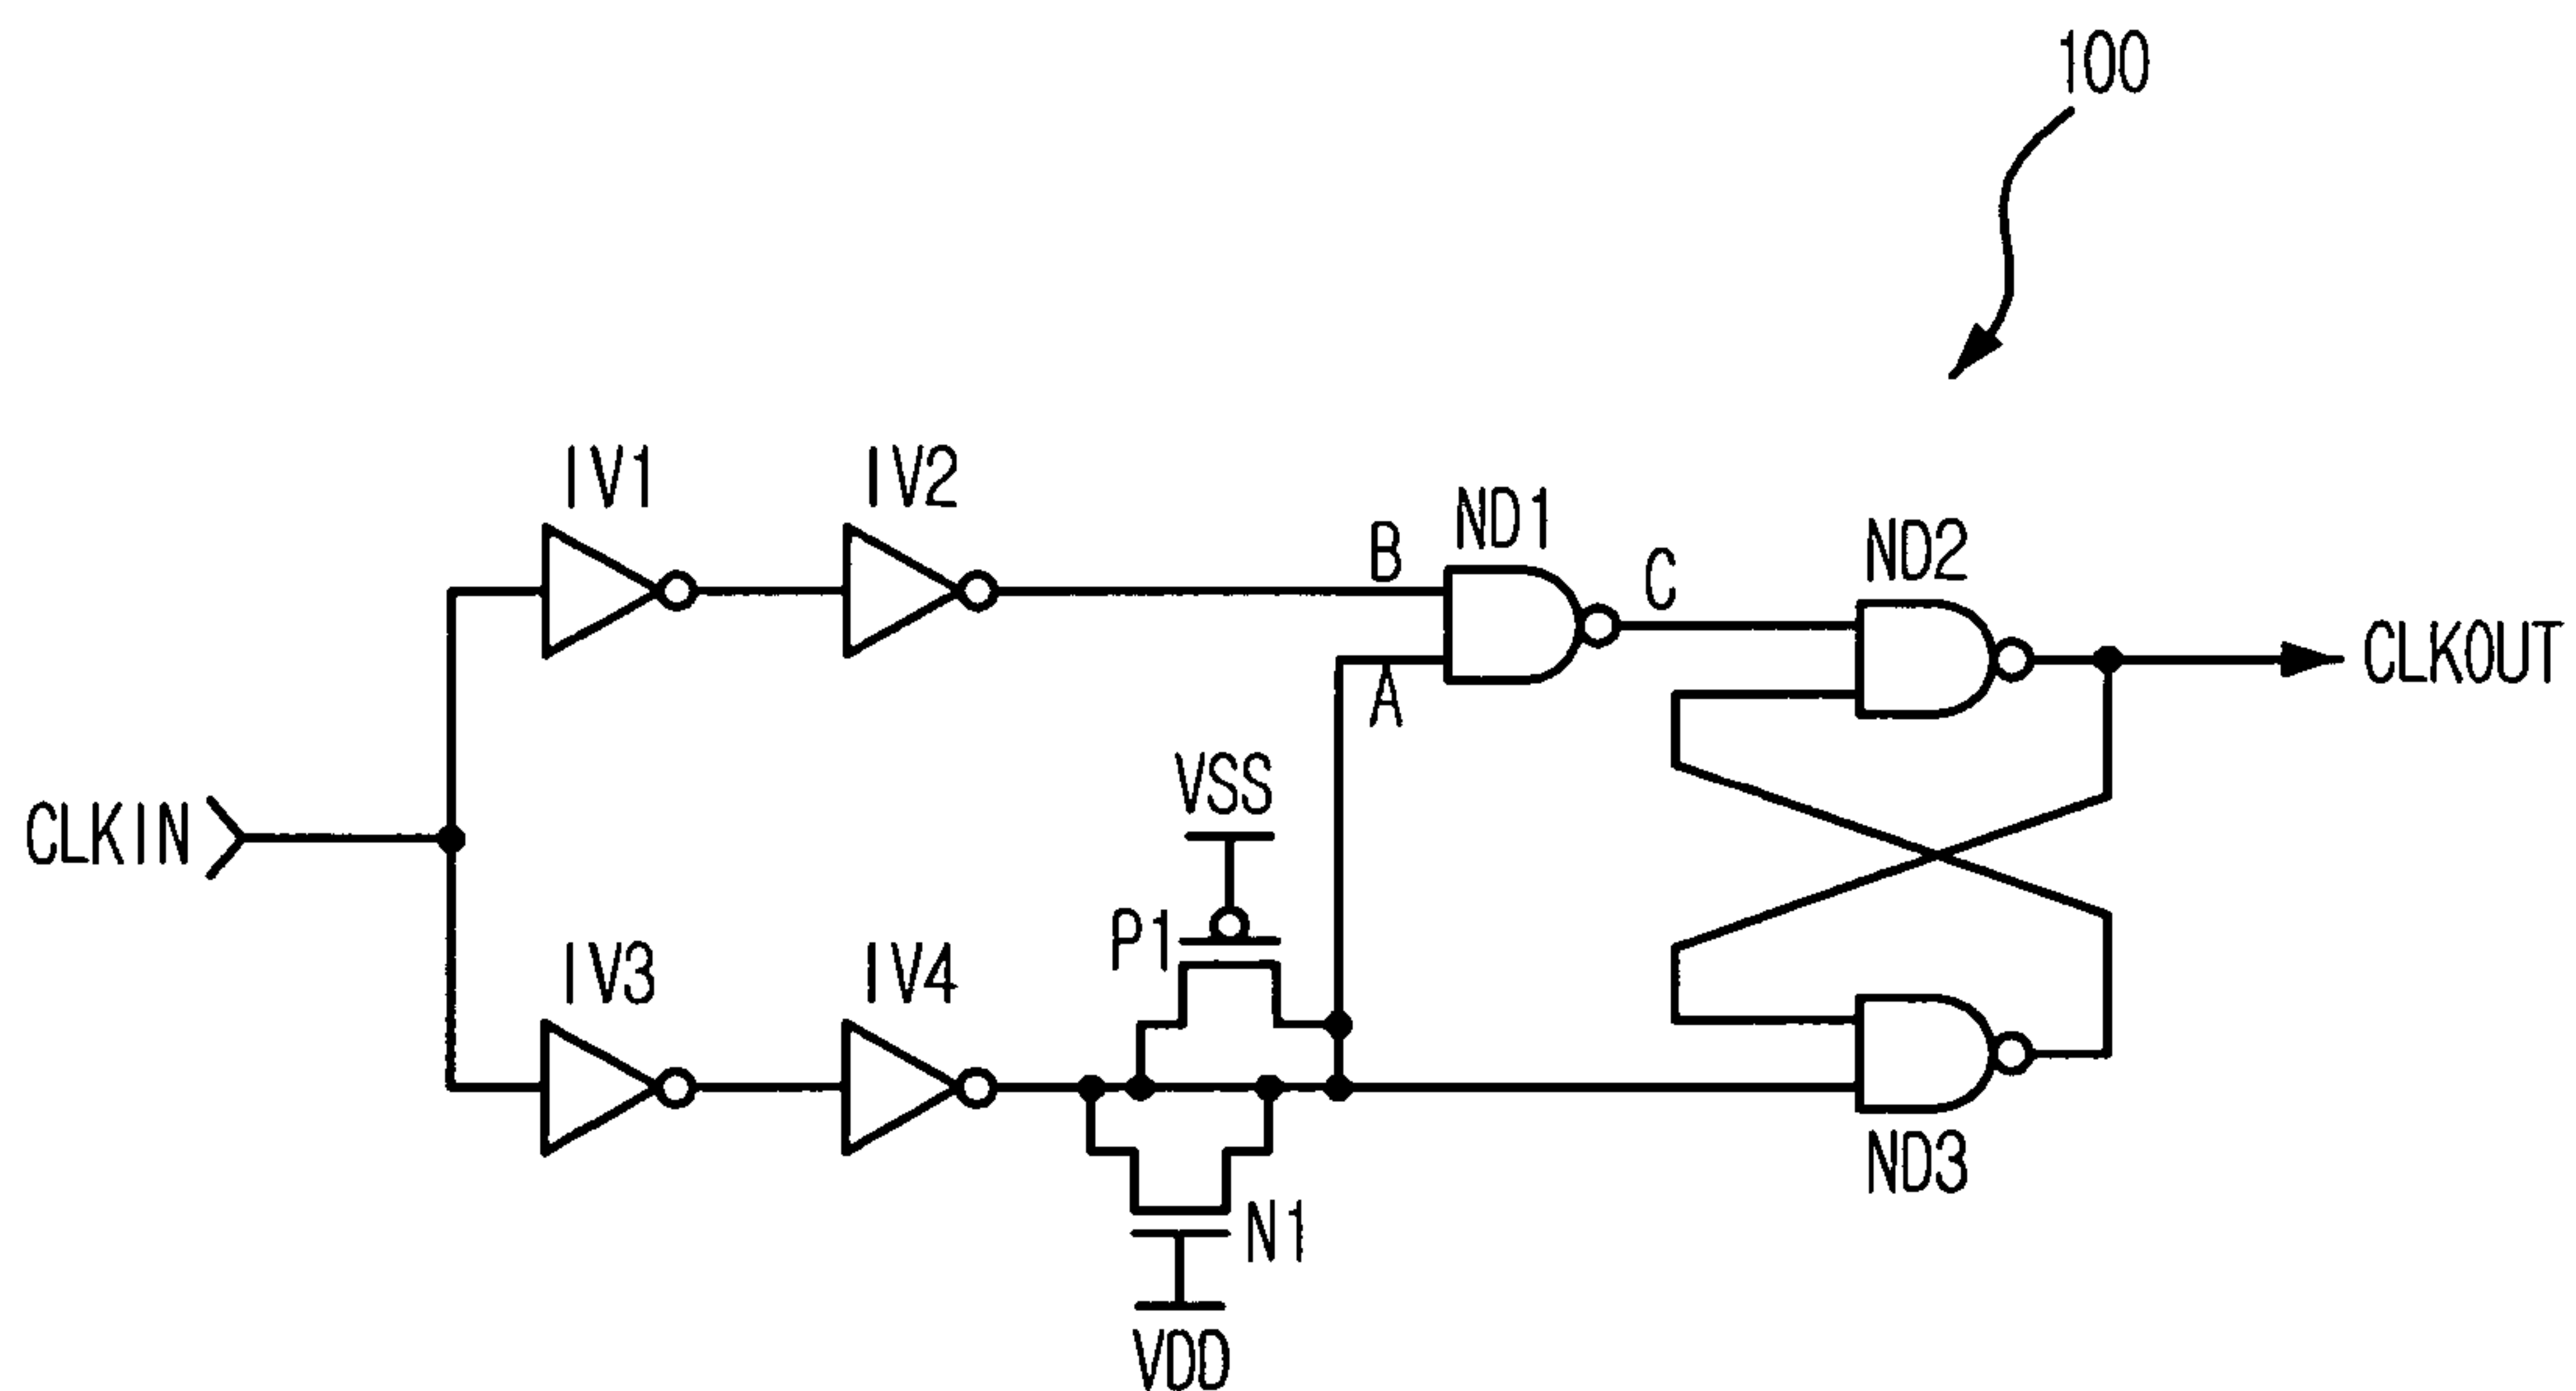 100
IV1
IV2
ND1
B
C
ND2
A
CLKOUT
VSS
CLKIN
P1
IV3
IV4
N1
ND3
VDD